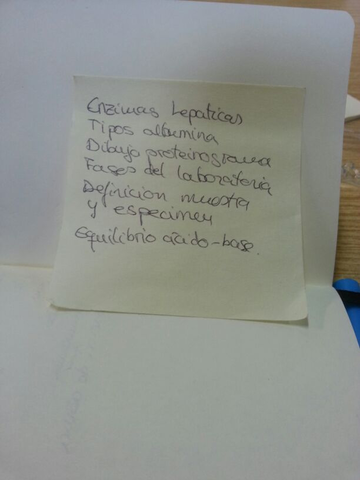 Enzimas hepaticas
Tipos albumina
Dibujo proteinograma
Fases del laboratorio
Definicion muestra
y especimen
Equilibrio ácido-base.